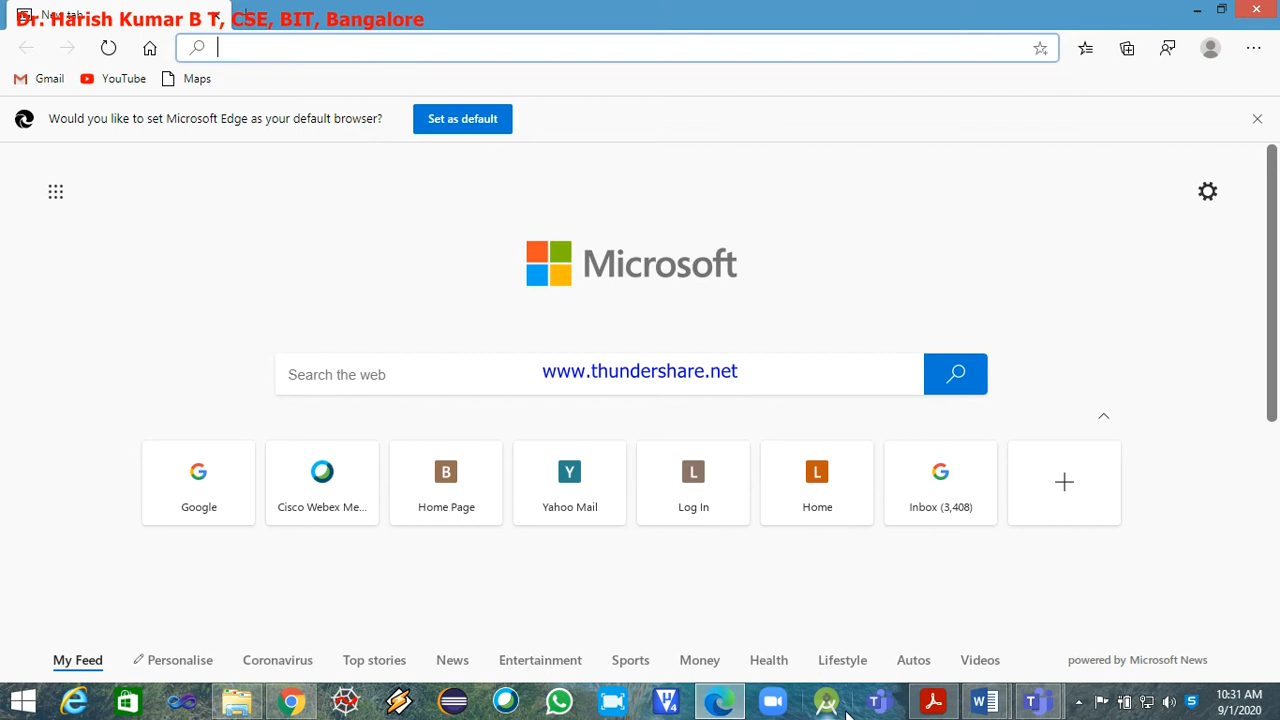 New tab
Dr. Harish Kumar B T, CSE, BIT, Bangalore
Gmail YouTube Maps
Would you like to set Microsoft Edge as your default browser? Set as default
Microsoft
Search the web www.thundershare.net
Google Cisco Webex Me... Home Page Yahoo Mail Log In Home Inbox (3,408)
B Y L L
My Feed Personalise Coronavirus Top stories News Entertainment Sports Money Health Lifestyle Autos Videos powered by Microsoft News
10:31 AM
9/1/2020